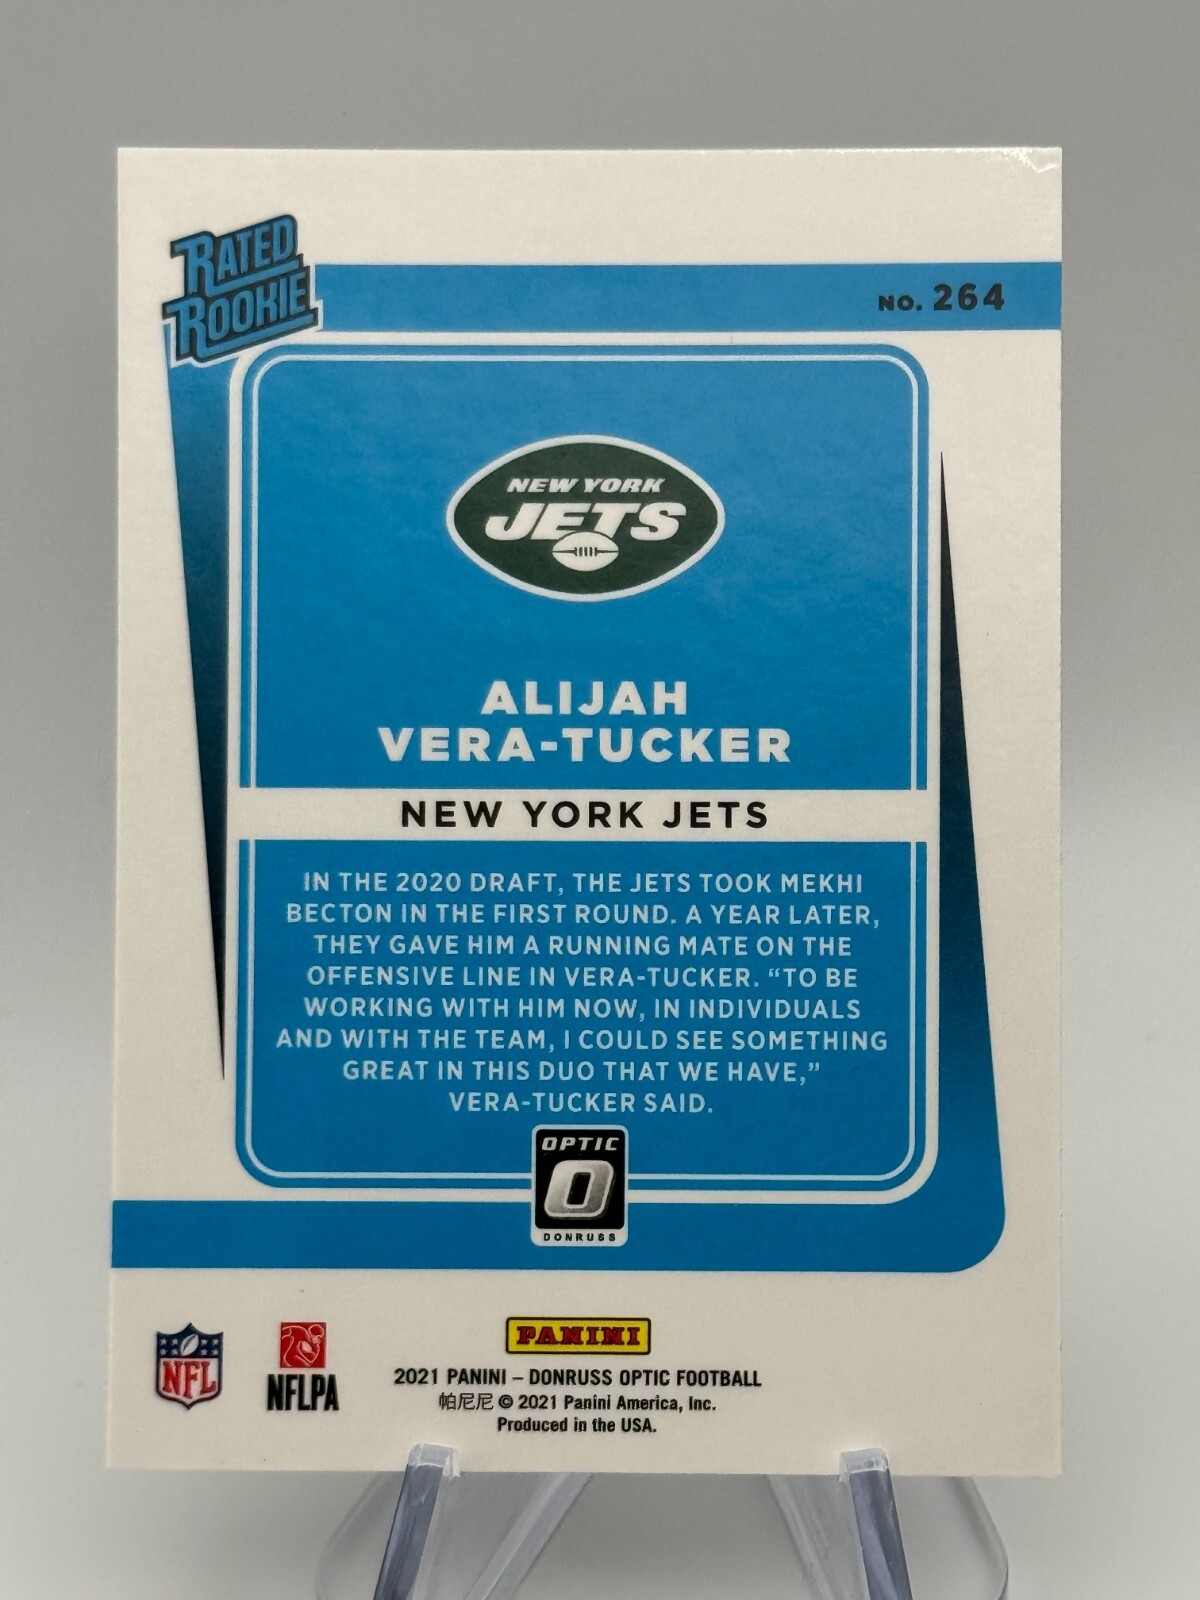 RATED
ROOKIE
NO. 264
NEW YORK
JETS
ALIJAH
VERA-TUCKER
NEW YORK JETS
IN THE 2020 DRAFT, THE JETS TOOK MEKHI
BECTON IN THE FIRST ROUND. A YEAR LATER,
THEY GAVE HIM A RUNNING MATE ON THE
OFFENSIVE LINE IN VERA-TUCKER. “TO BE
WORKING WITH HIM NOW, IN INDIVIDUALS
AND WITH THE TEAM, I COULD SEE SOMETHING
GREAT IN THIS DUO THAT WE HAVE,”
VERA-TUCKER SAID.
OPTIC
O
DONRUSS
NFL
NFLPA
PANINI
2021 PANINI – DONRUSS OPTIC FOOTBALL
帕尼尼 © 2021 Panini America, Inc.
Produced in the USA.